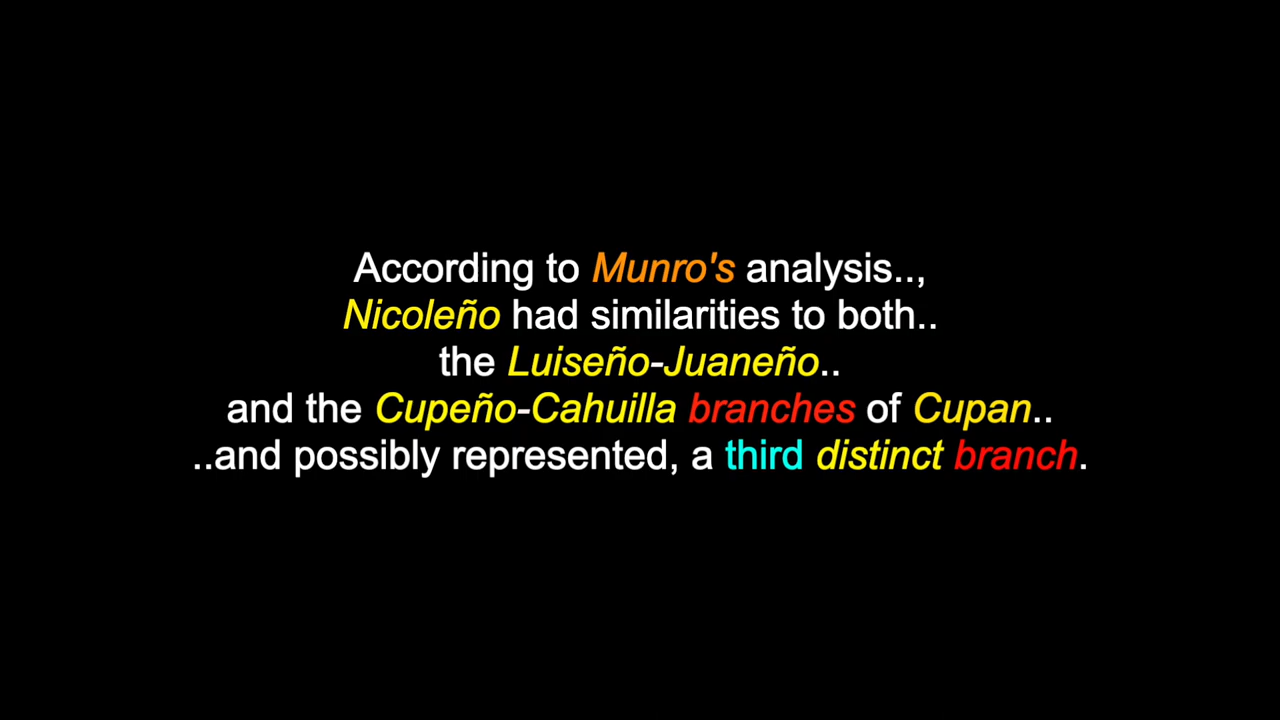 According to Munro's analysis..,
Nicoleño had similarities to both..
the Luiseño-Juaneño..
and the Cupeño-Cahuilla branches of Cupan..
..and possibly represented, a third distinct branch.